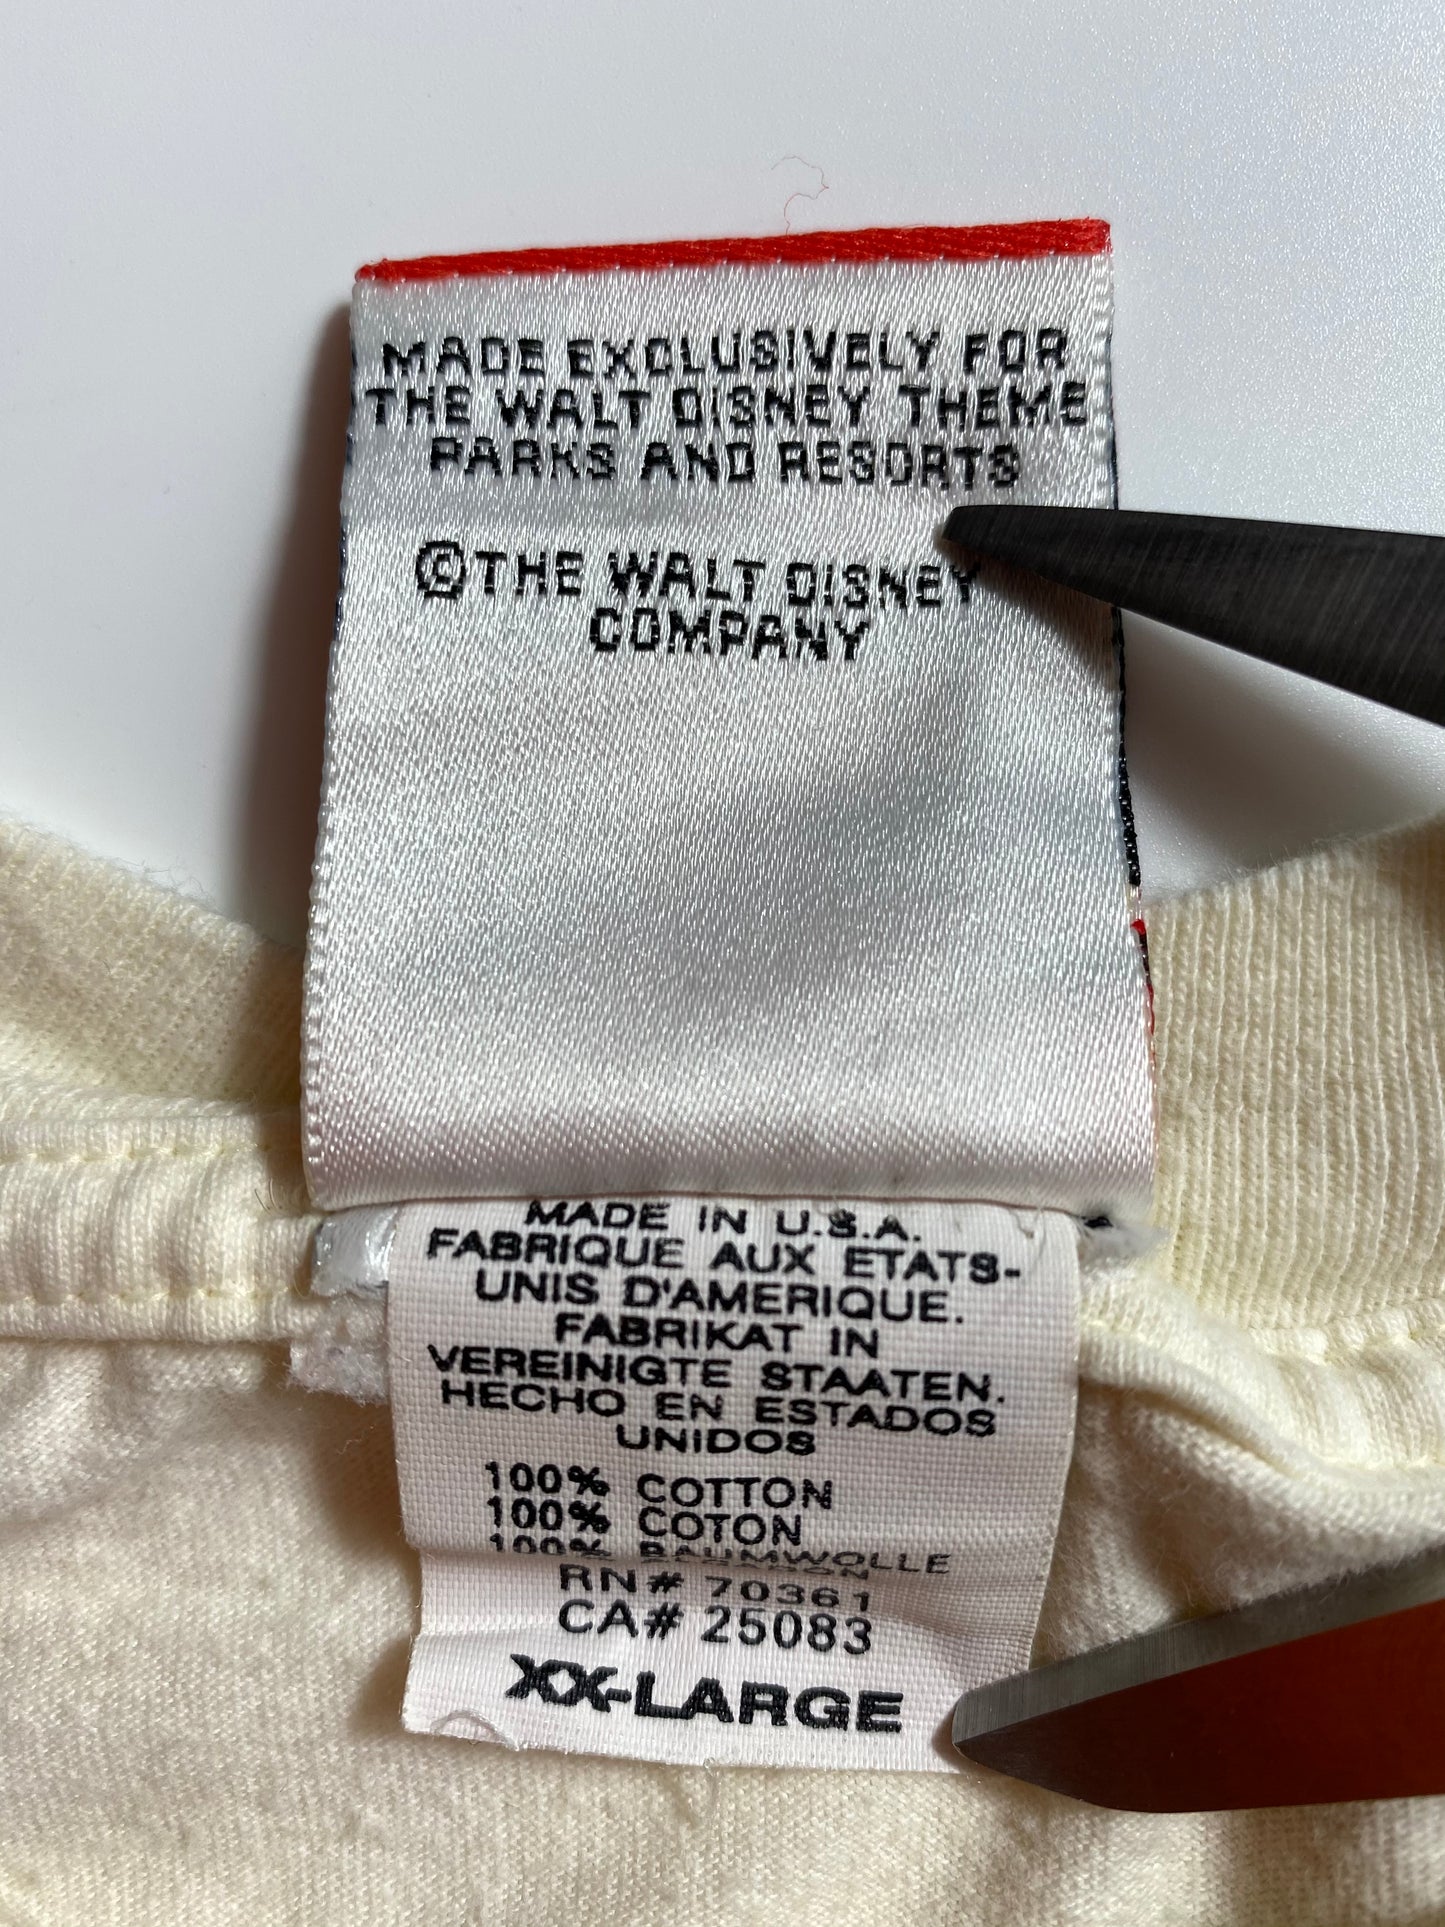 MADE EXCLUSIVELY FOR
THE WALT DISNEY THEME
PARKS AND RESORTS
©THE WALT DISNEY
COMPANY
MADE IN U.S.A.
FABRIQUE AUX ETATS-
UNIS D'AMERIQUE.
FABRIKAT IN
VEREINIGTE STAATEN.
HECHO EN ESTADOS
UNIDOS
100% COTTON
100% COTON
100% BAUMWOLLE
RN# 70361
CA# 25083
XX-LARGE